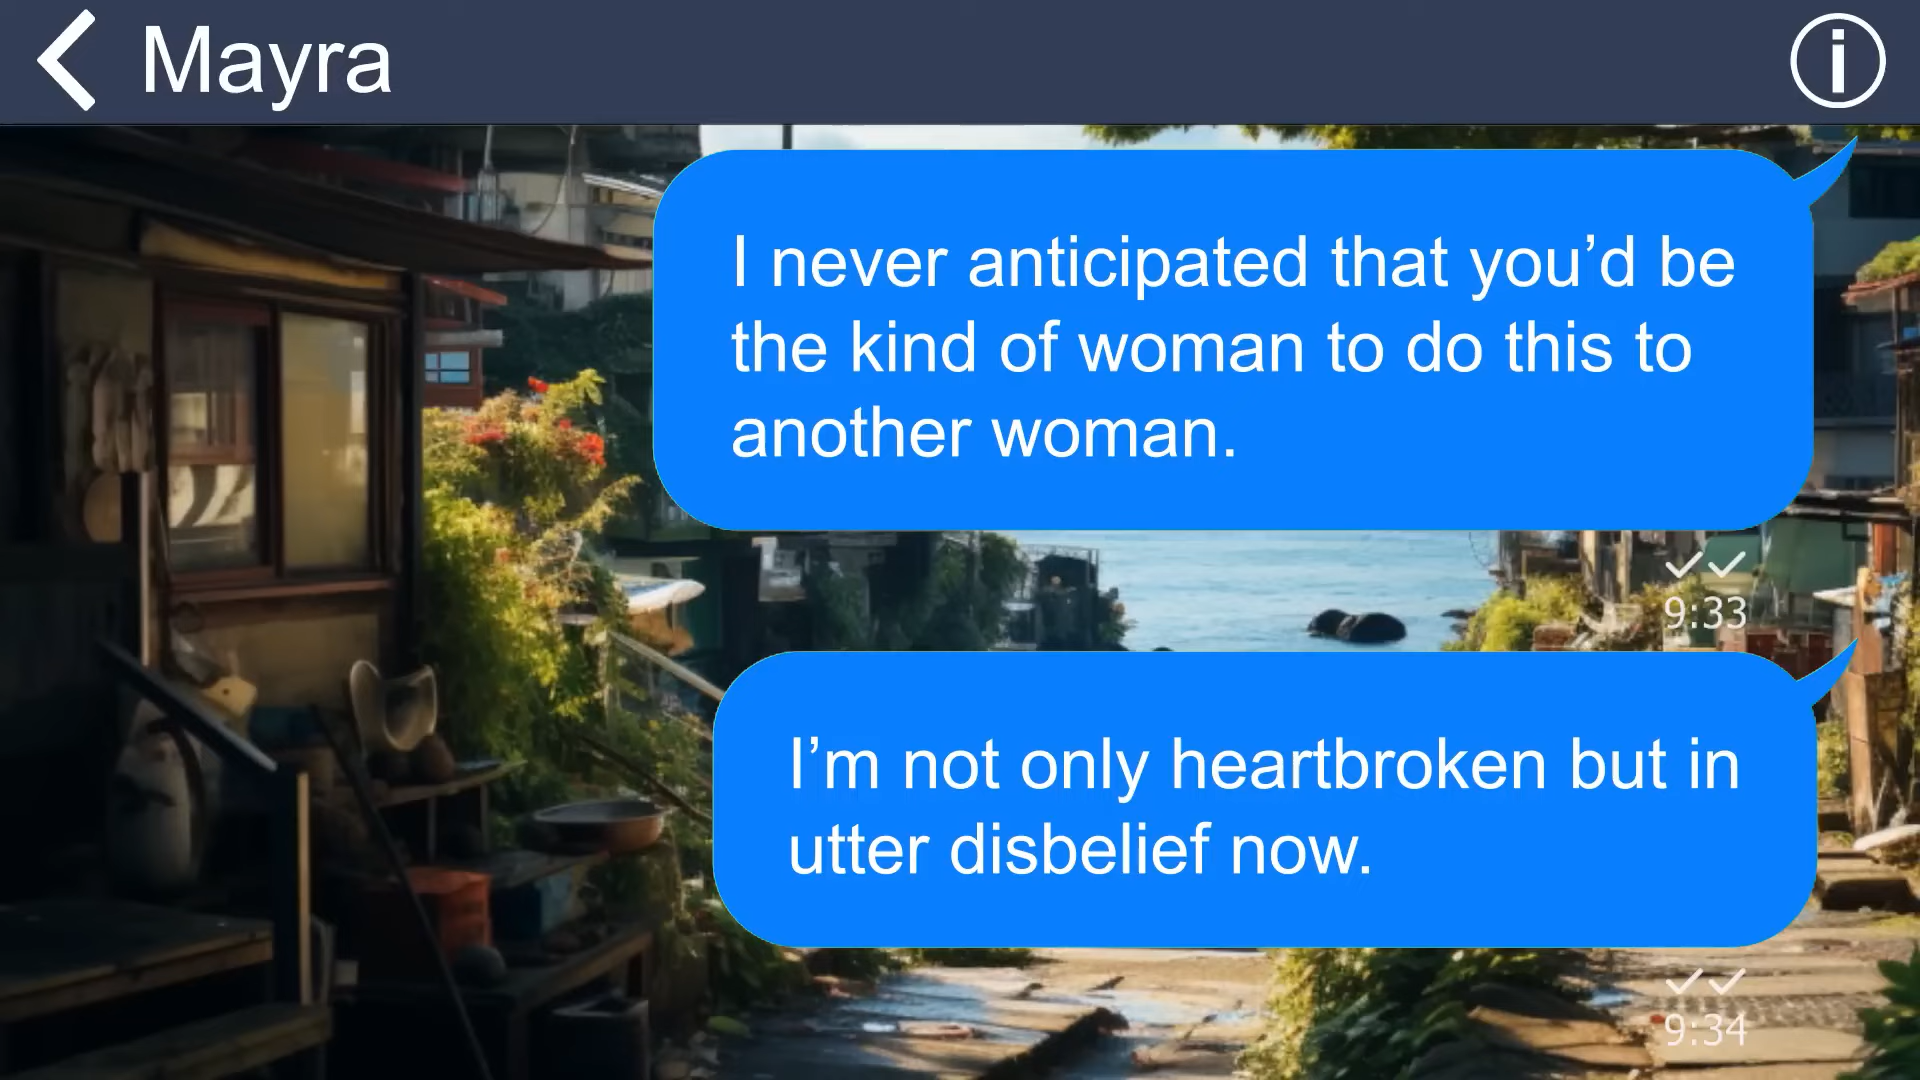 Mayra
I never anticipated that you’d be
the kind of woman to do this to
another woman.
9:33
I’m not only heartbroken but in
utter disbelief now.
9:34